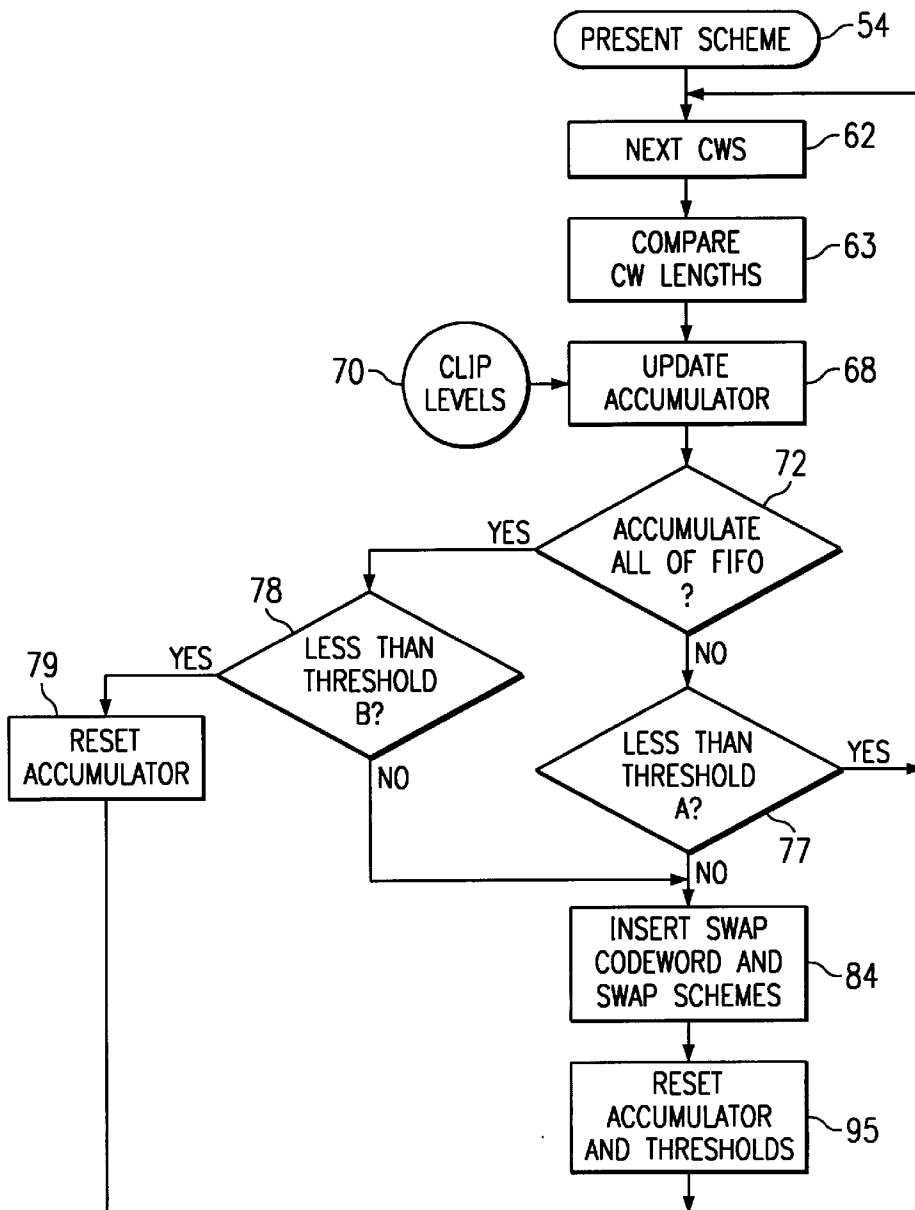 PRESENT SCHEME
54
NEXT CWS
62
COMPARE
CW LENGTHS
63
70
CLIP
LEVELS
UPDATE
ACCUMULATOR
68
72
ACCUMULATE
ALL OF FIFO
?
YES
NO
78
LESS THAN
THRESHOLD
B?
YES
NO
79
RESET
ACCUMULATOR
LESS THAN
THRESHOLD
A?
YES
77
NO
INSERT SWAP
CODEWORD AND
SWAP SCHEMES
84
RESET
ACCUMULATOR
AND THRESHOLDS
95